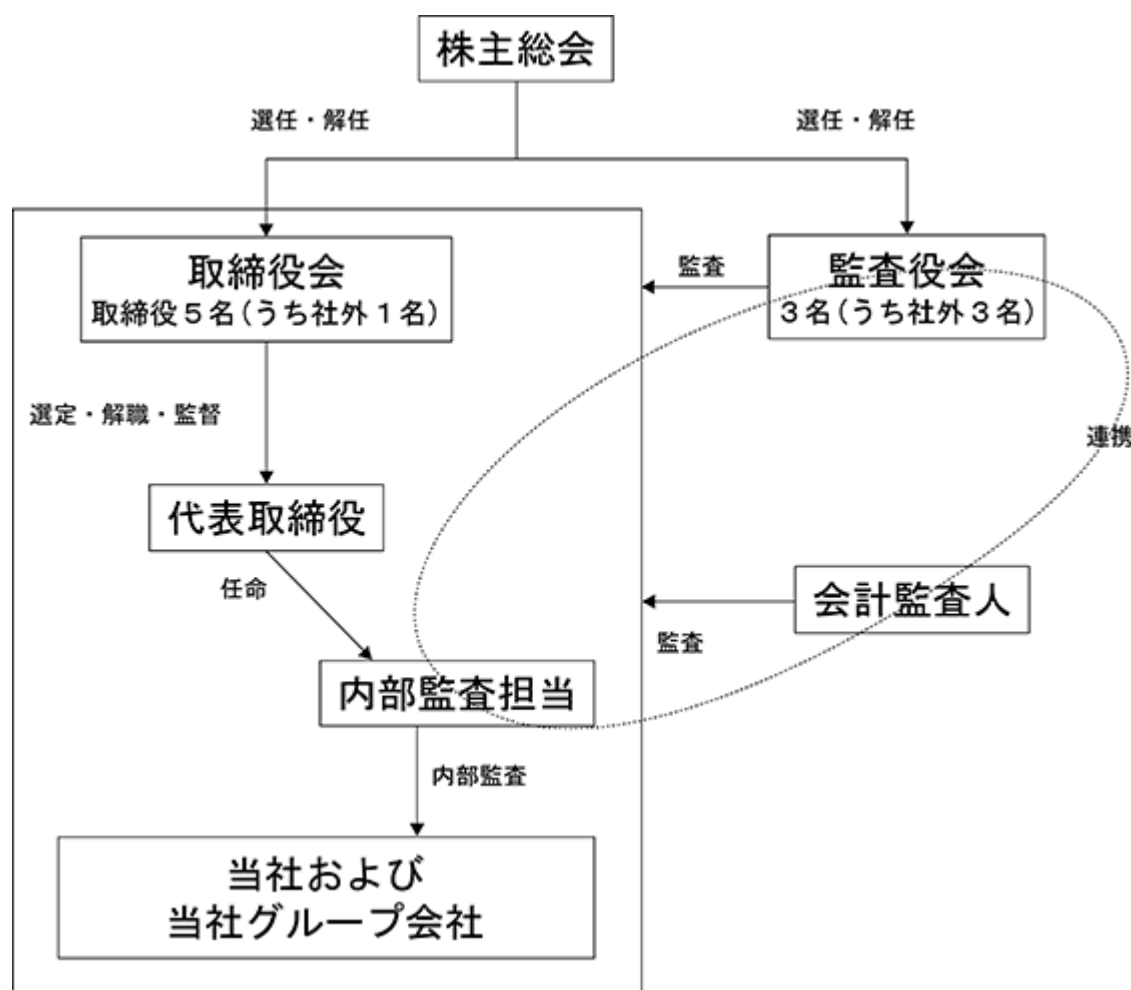 株主総会
選任・解任
選任・解任
取締役会
取締役５名(うち社外１名)
監査
監査役会
３名(うち社外３名)
選定・解職・監督
連携
代表取締役
任命
会計監査人
監査
内部監査担当
内部監査
当社および
当社グループ会社